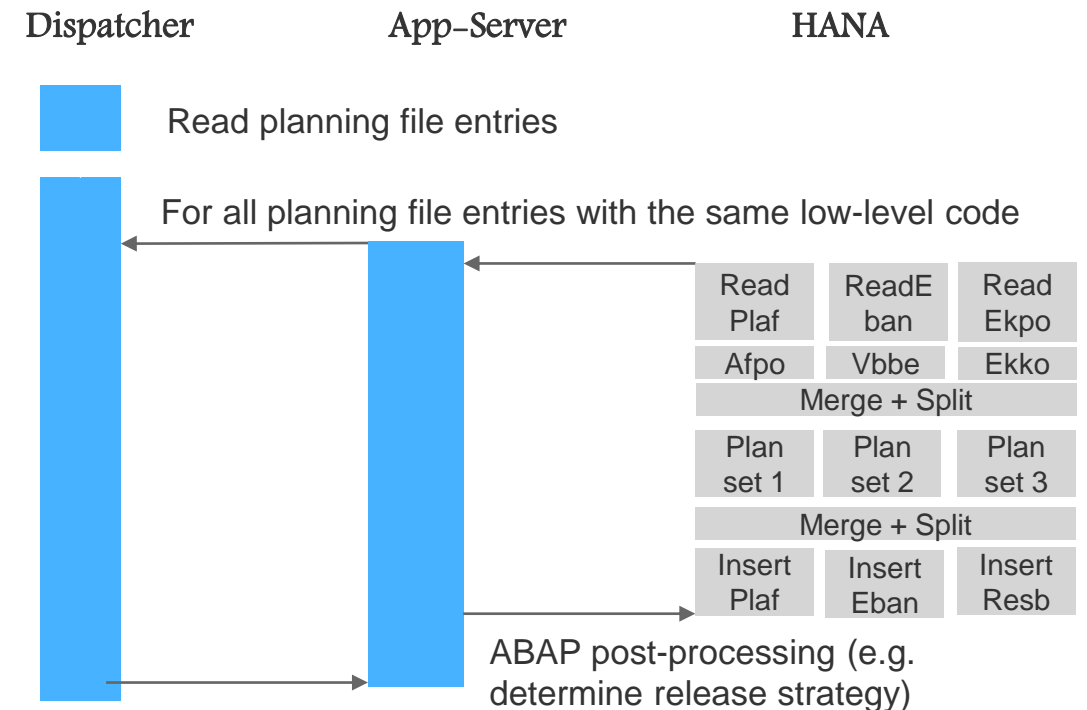 Dispatcher App-Server HANA
Read planning file entries
For all planning file entries with the same low-level code
Read ReadE Read
Plaf ban Ekpo
Afpo Vbbe Ekko
Merge + Split
Plan Plan Plan
set 1 set 2 set 3
Merge + Split
Insert Insert Insert
Plaf Eban Resb
ABAP post-processing (e.g.
determine release strategy)